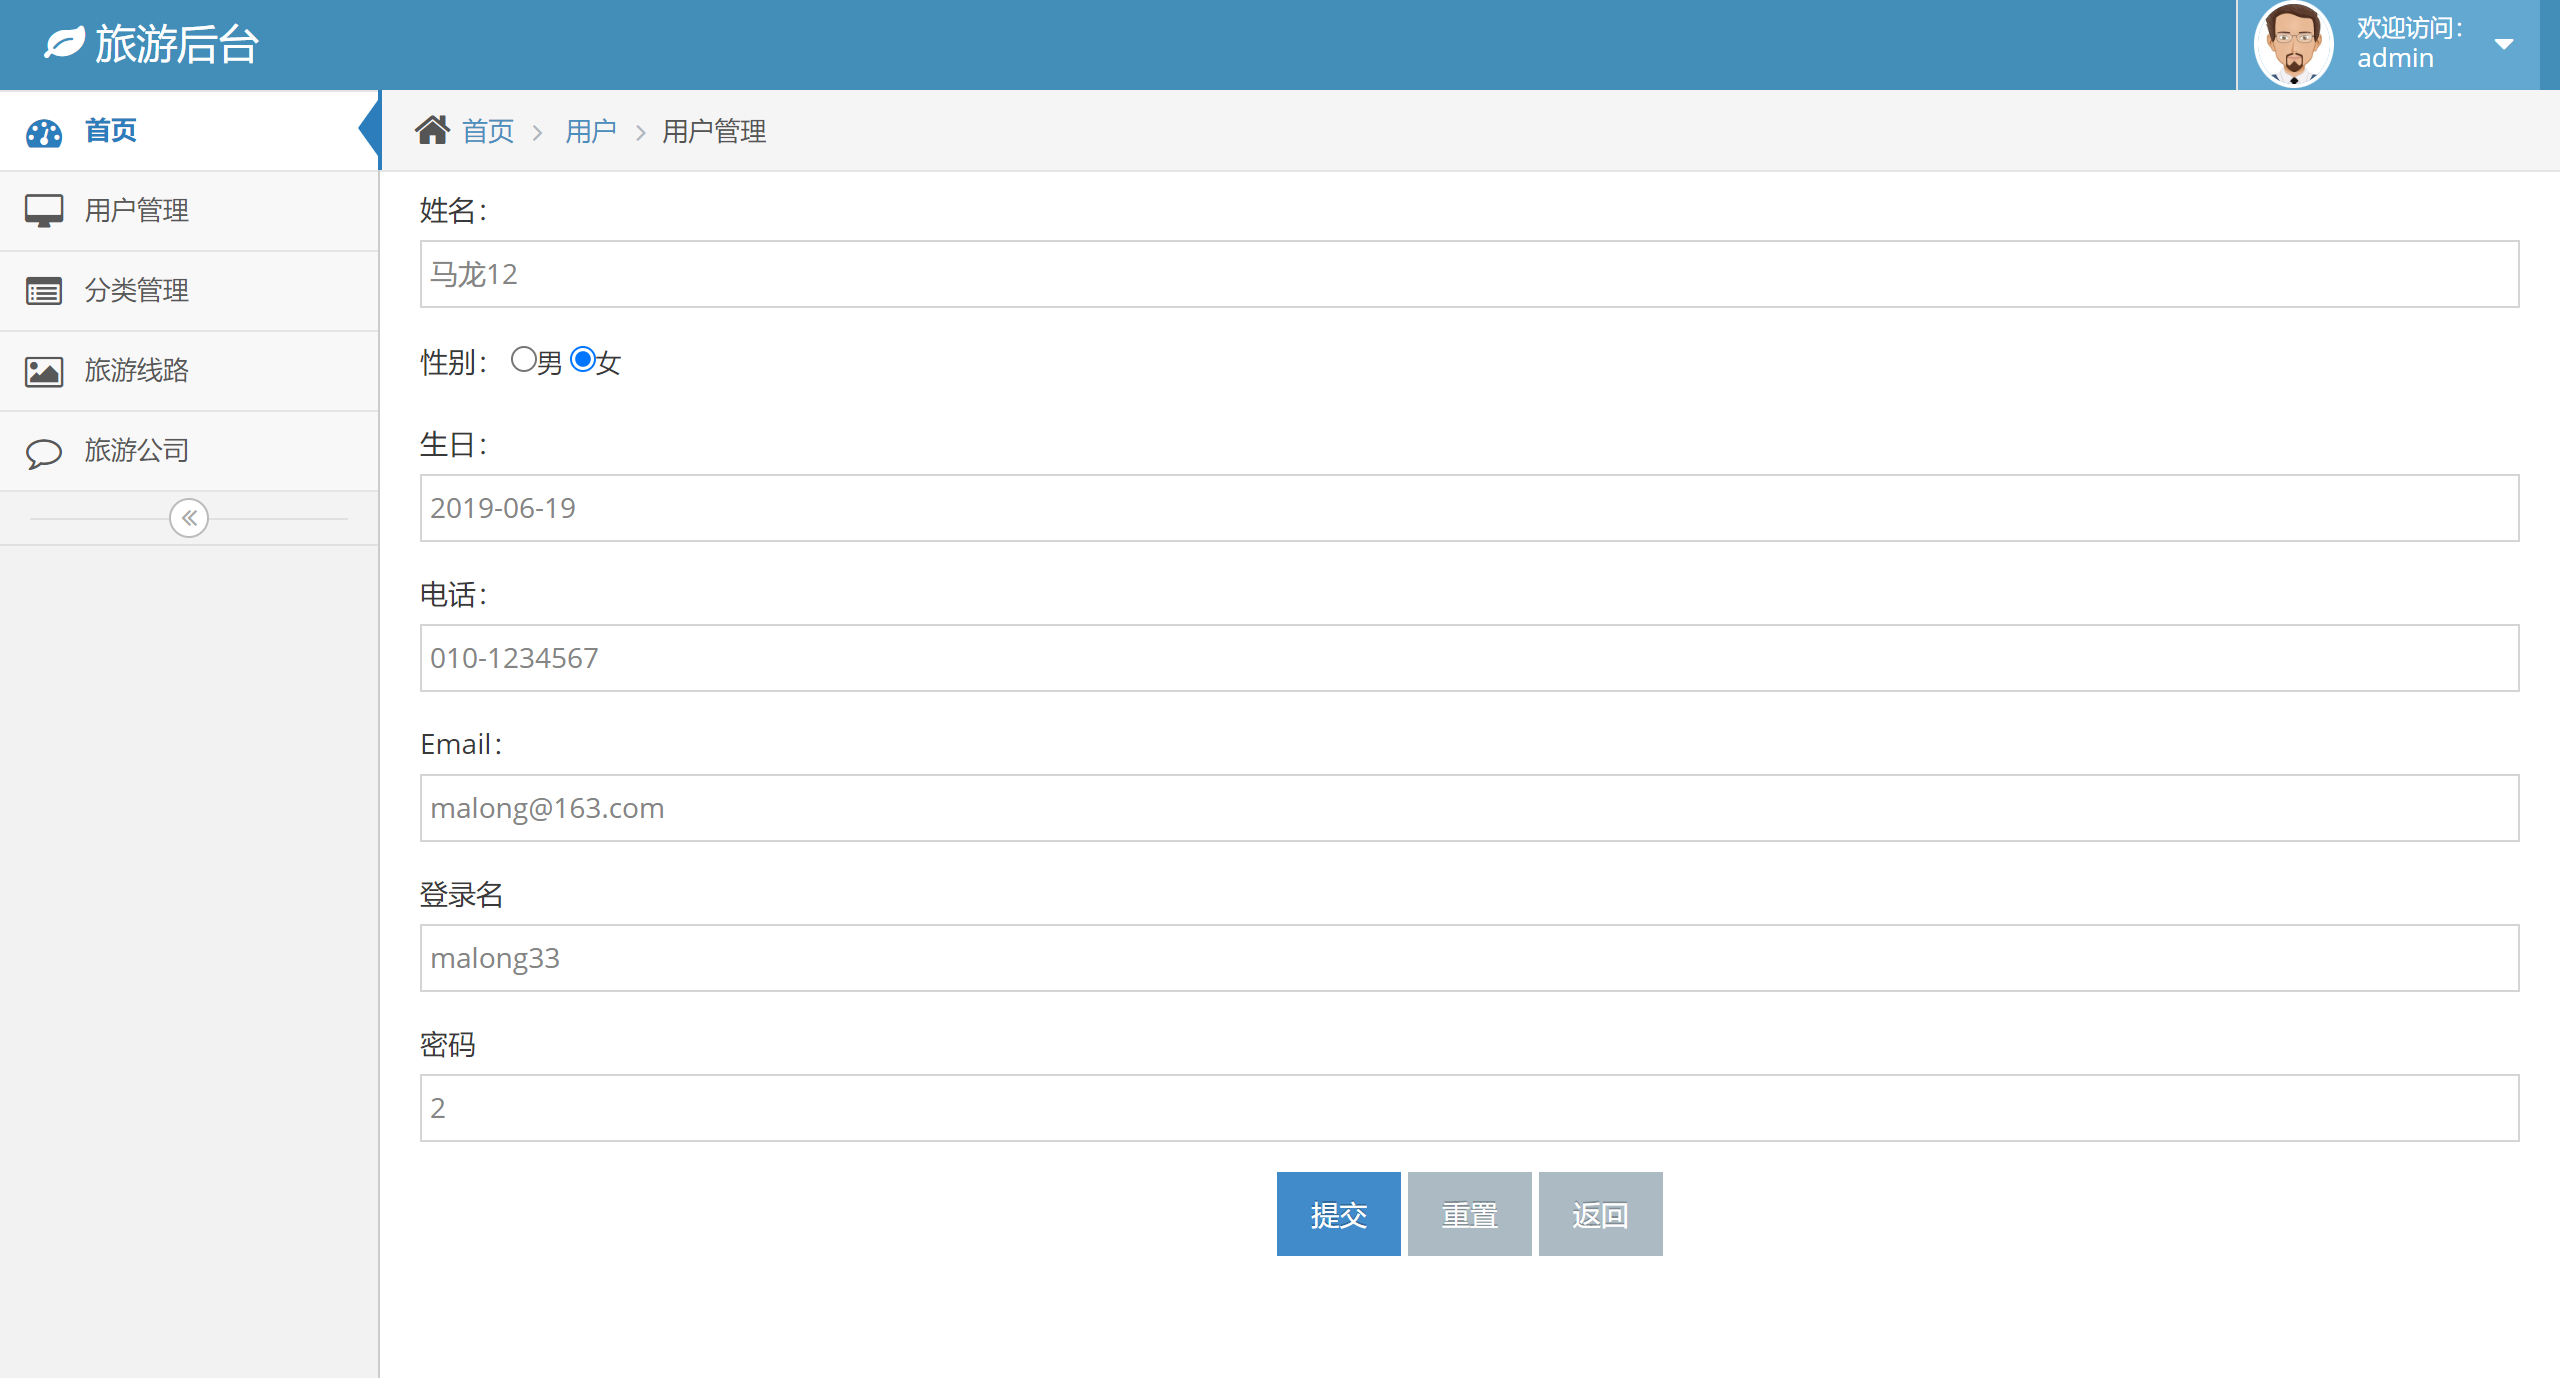 旅游后台
欢迎访问：
admin
首页
用户管理
分类管理
旅游线路
旅游公司
首页 用户 用户管理
姓名：
马龙12
性别： 男 女
生日：
2019-06-19
电话：
010-1234567
Email：
malong@163.com
登录名
malong33
密码
2
提交 重置 返回